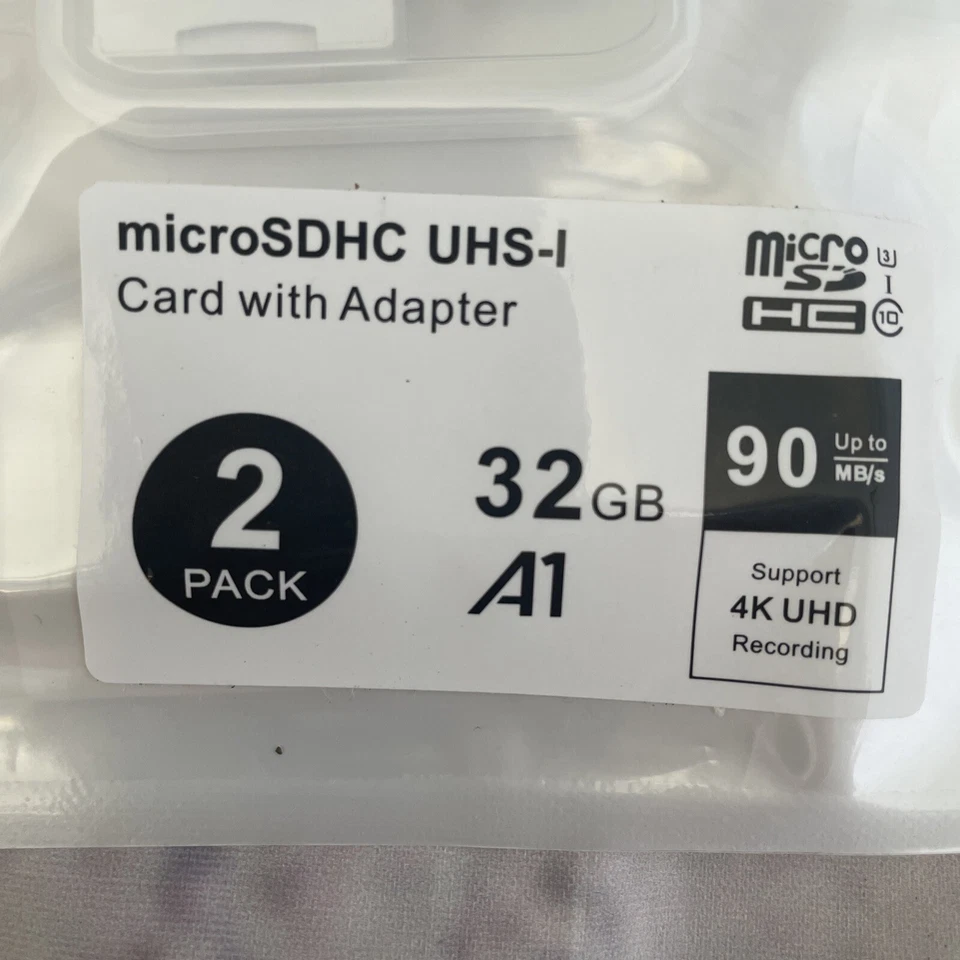 microSDHC UHS-I
Card with Adapter
micro
SD
HC
3
I
10
2
PACK
32GB
A1
90 Up to
MB/s
Support
4K UHD
Recording